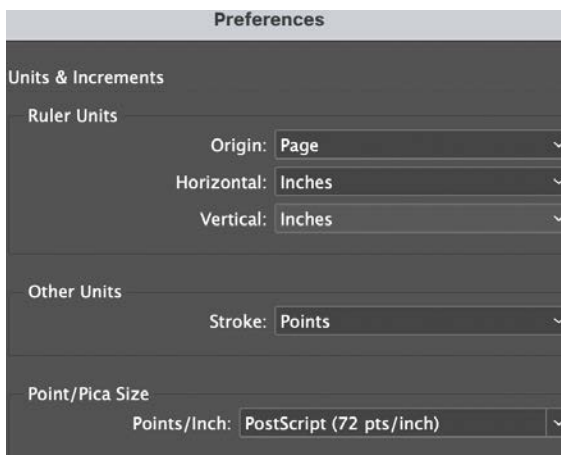 Preferences
Units & Increments
Ruler Units
Origin: Page
Horizontal: Inches
Vertical: Inches
Other Units
Stroke: Points
Point/Pica Size
Points/Inch: PostScript (72 pts/inch)